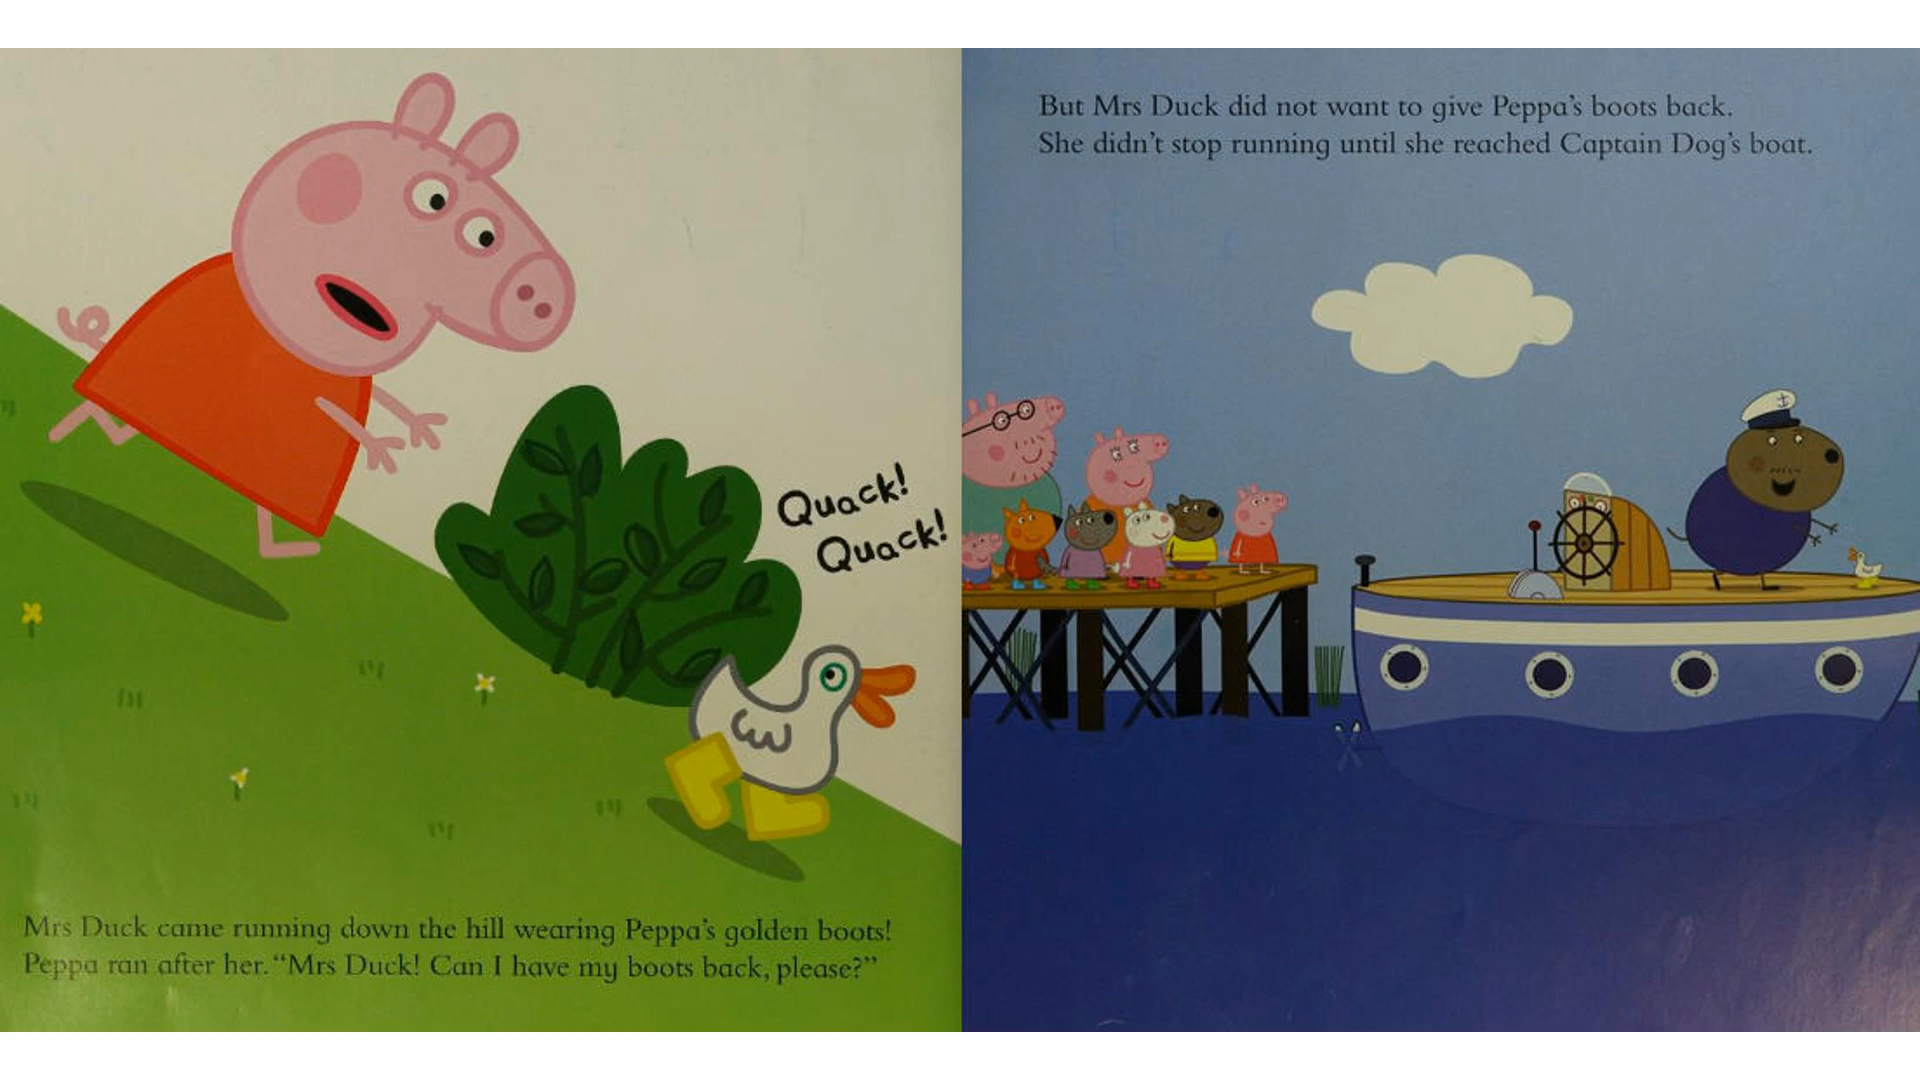 Quack!
Quack!
Mrs Duck came running down the hill wearing Peppa's golden boots!
Peppa ran after her. “Mrs Duck! Can I have my boots back, please?”
But Mrs Duck did not want to give Peppa's boots back.
She didn't stop running until she reached Captain Dog's boat.